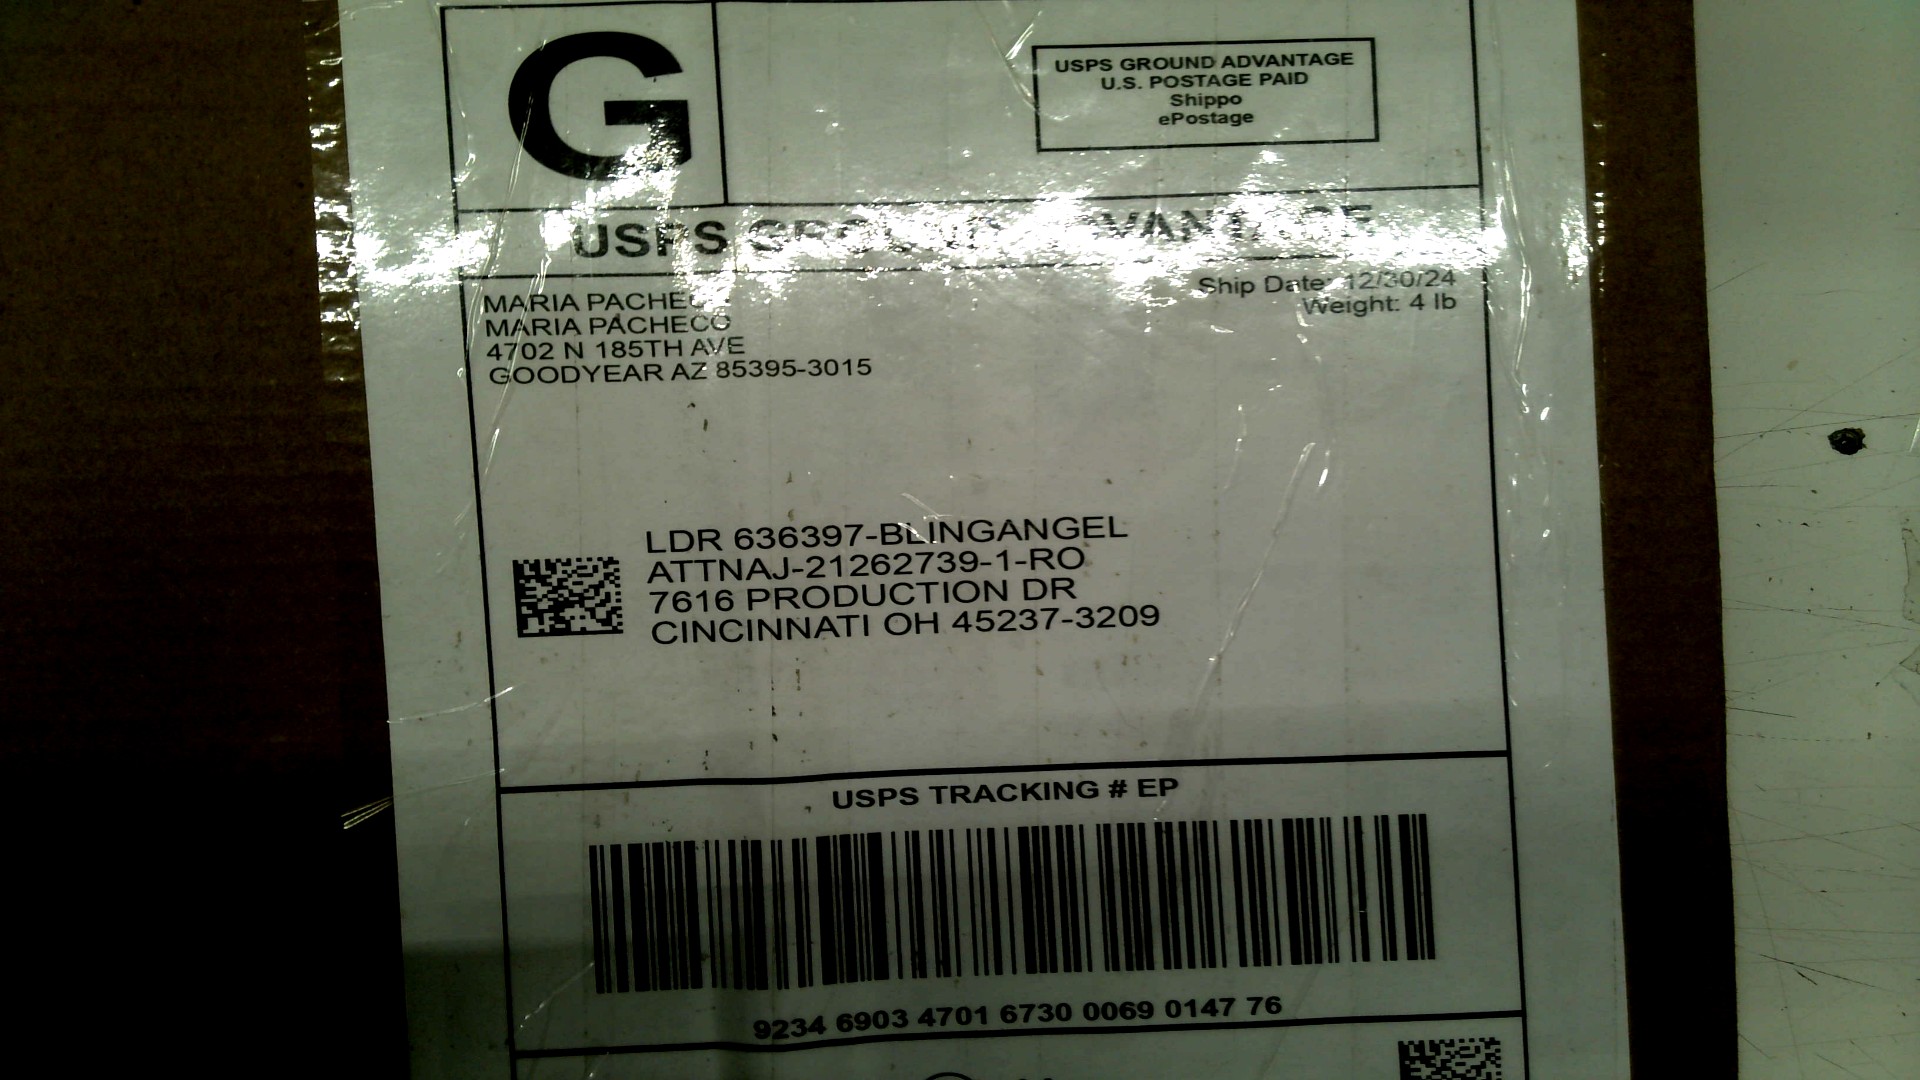 G
USPS GROUND ADVANTAGE
U.S. POSTAGE PAID
Shippo
ePostage
USPS GROUND ADVANTAGE
Ship Date: 12/30/24
Weight: 4 lb
MARIA PACHECO
MARIA PACHECO
4702 N 185TH AVE
GOODYEAR AZ 85395-3015
LDR 636397-BLINGANGEL
ATTNAJ-21262739-1-RO
7616 PRODUCTION DR
CINCINNATI OH 45237-3209
USPS TRACKING # EP
9234 6903 4701 6730 0069 0147 76